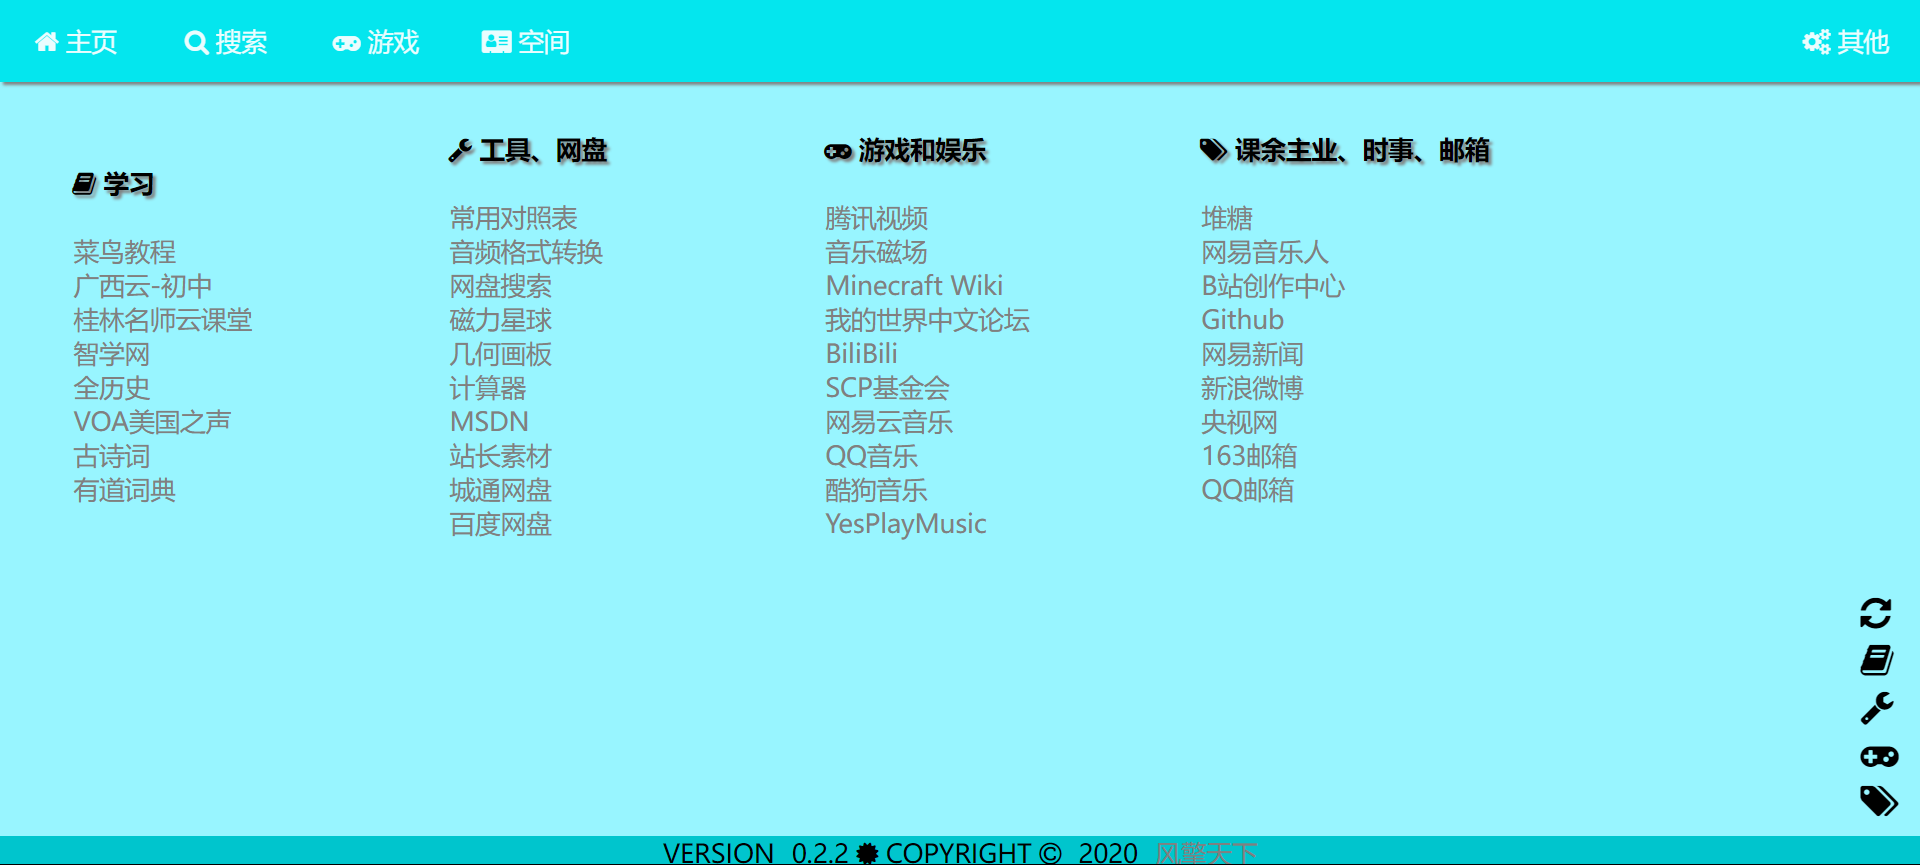 主页 搜索 游戏 空间 其他
学习
菜鸟教程
广西云-初中
桂林名师云课堂
智学网
全历史
VOA美国之声
古诗词
有道词典
工具、网盘
常用对照表
音频格式转换
网盘搜索
磁力星球
几何画板
计算器
MSDN
站长素材
城通网盘
百度网盘
游戏和娱乐
腾讯视频
音乐磁场
Minecraft Wiki
我的世界中文论坛
BiliBili
SCP基金会
网易云音乐
QQ音乐
酷狗音乐
YesPlayMusic
课余主业、时事、邮箱
堆糖
网易音乐人
B站创作中心
Github
网易新闻
新浪微博
央视网
163邮箱
QQ邮箱
VERSION 0.2.2 COPYRIGHT © 2020 风擎天下